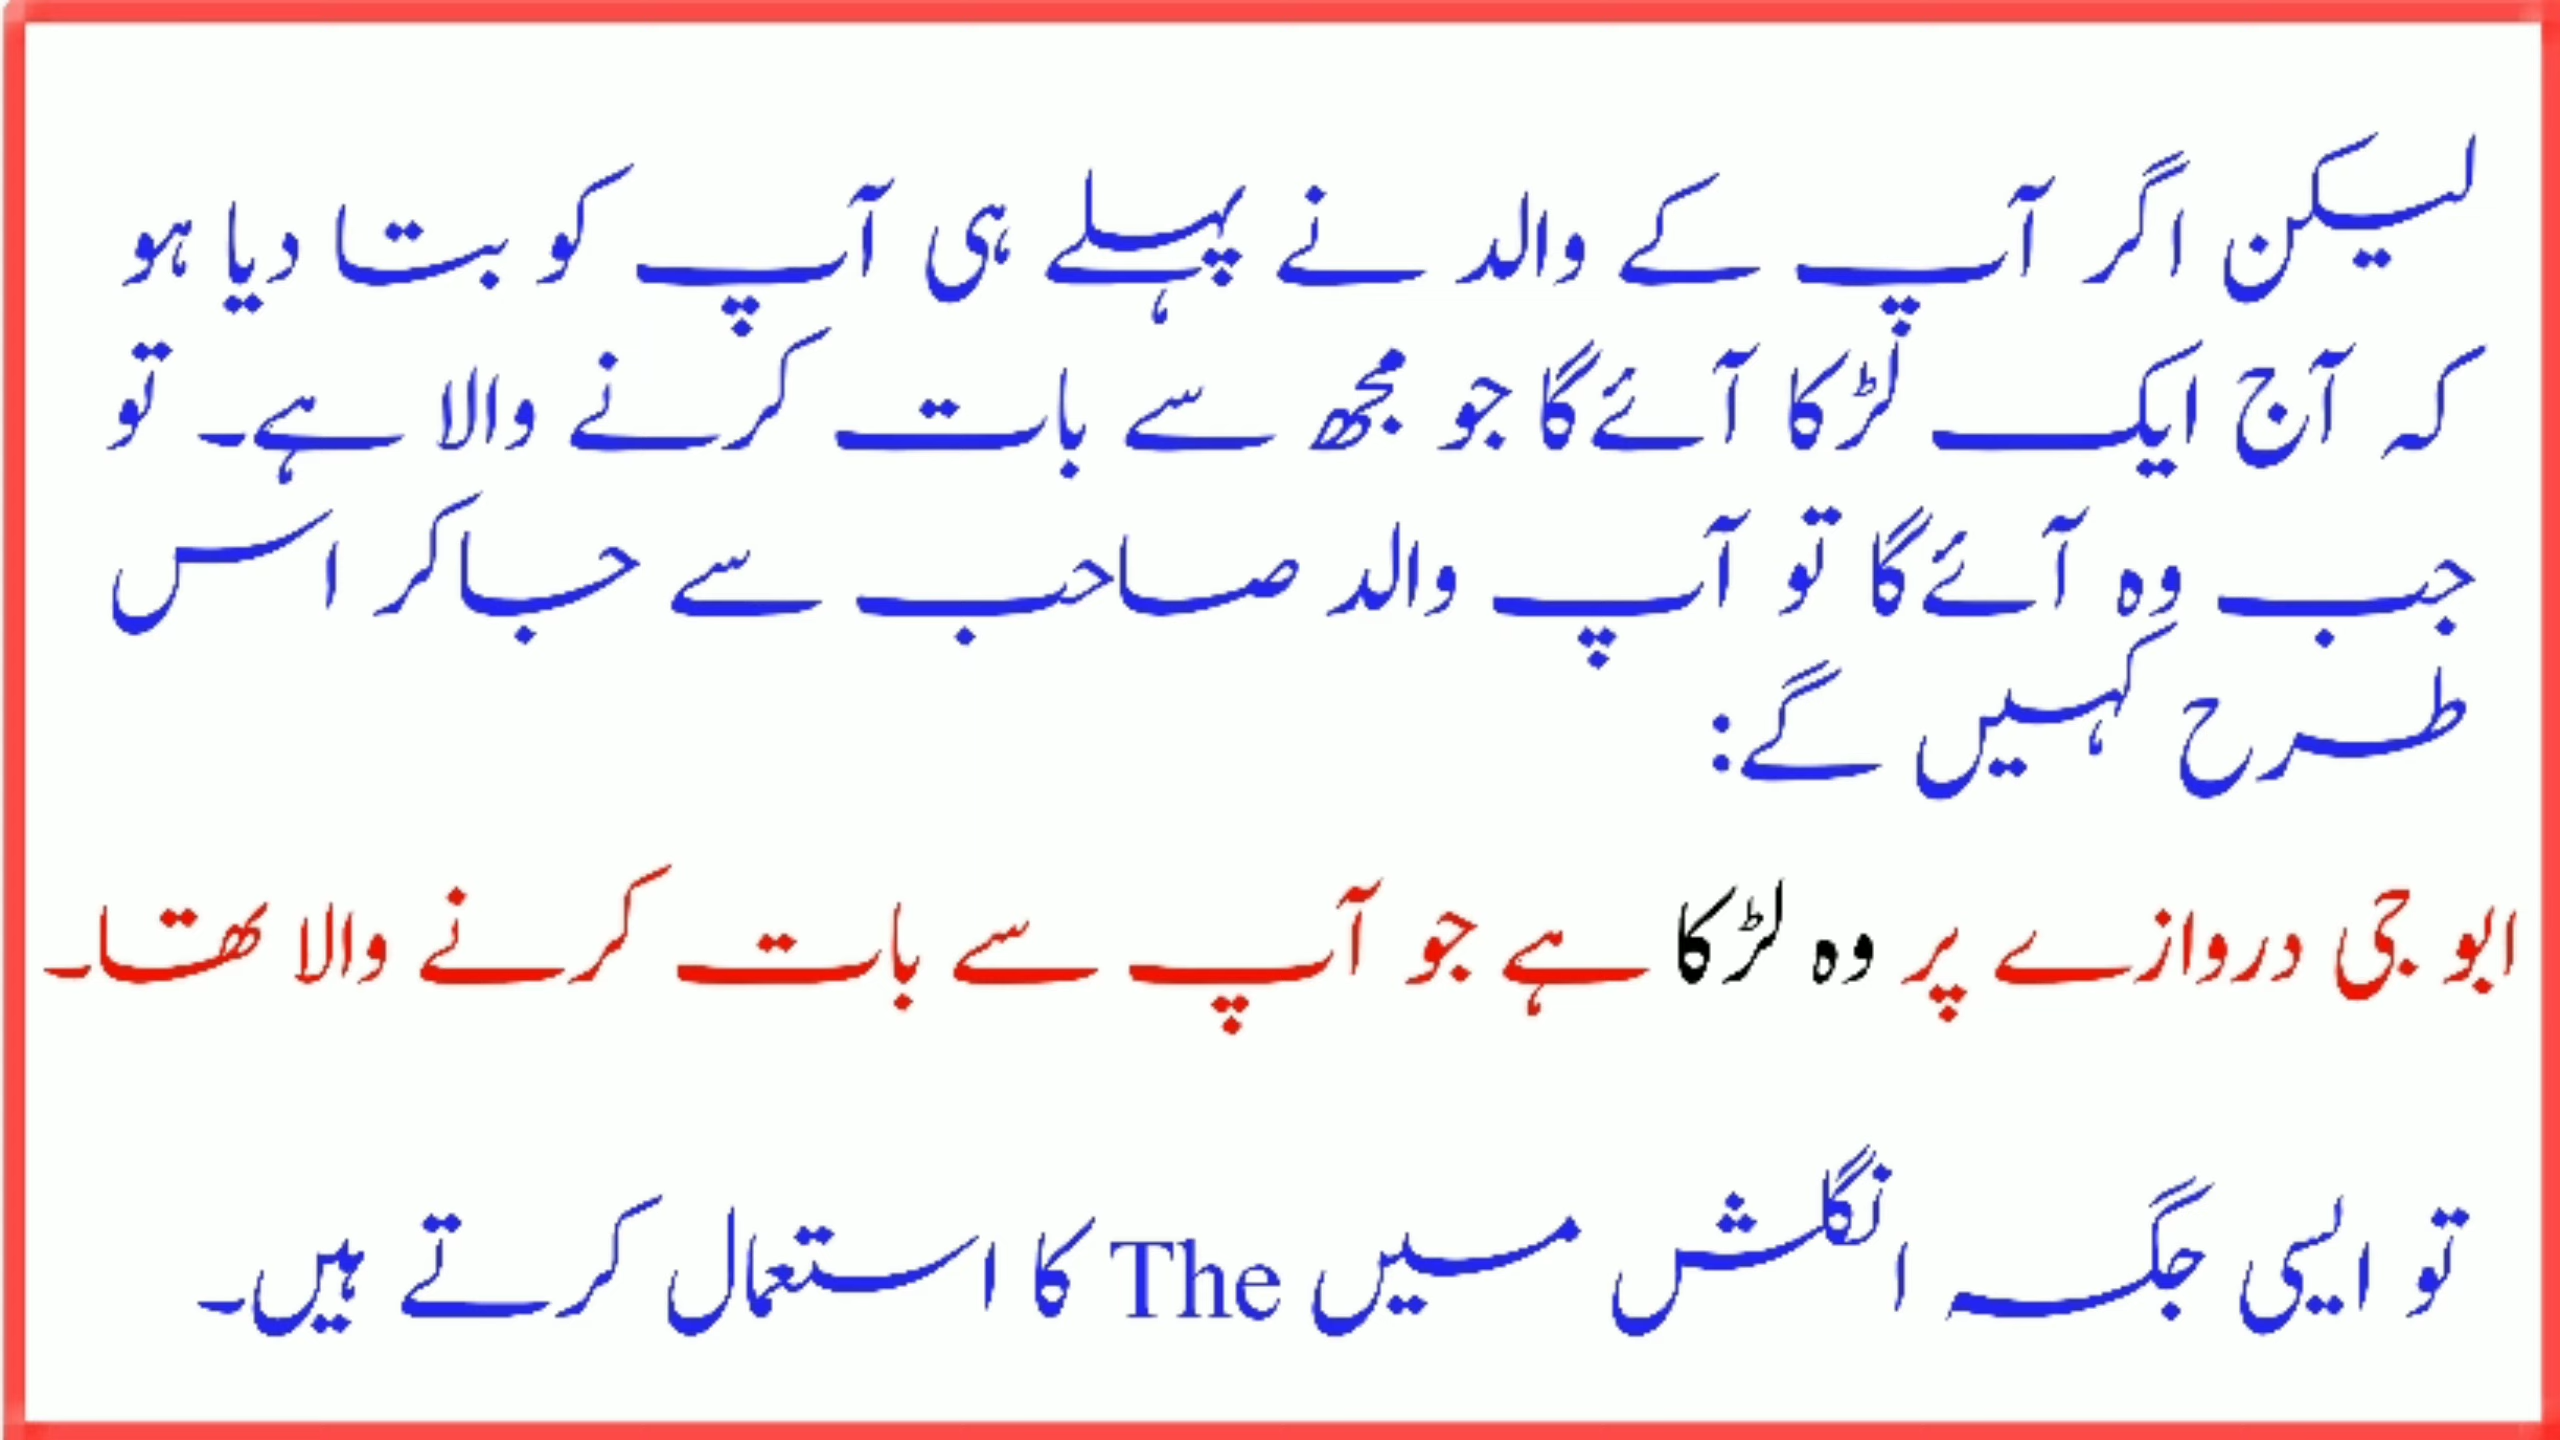 لیکن اگر آپ کے والد نے پہلے ہی آپ کو بتا دیا ہو
کہ آج ایک لڑکا آئے گا جو مجھ سے بات کرنے والا ہے۔ تو
جب وہ آئے گا تو آپ والد صاحب سے جا کر اس
طرح کہیں گے:
ابو جی دروازے پر وہ لڑکا ہے جو آپ سے بات کرنے والا تھا۔
تو ایسی جگہ انگلش میں The کا استعمال کرتے ہیں۔